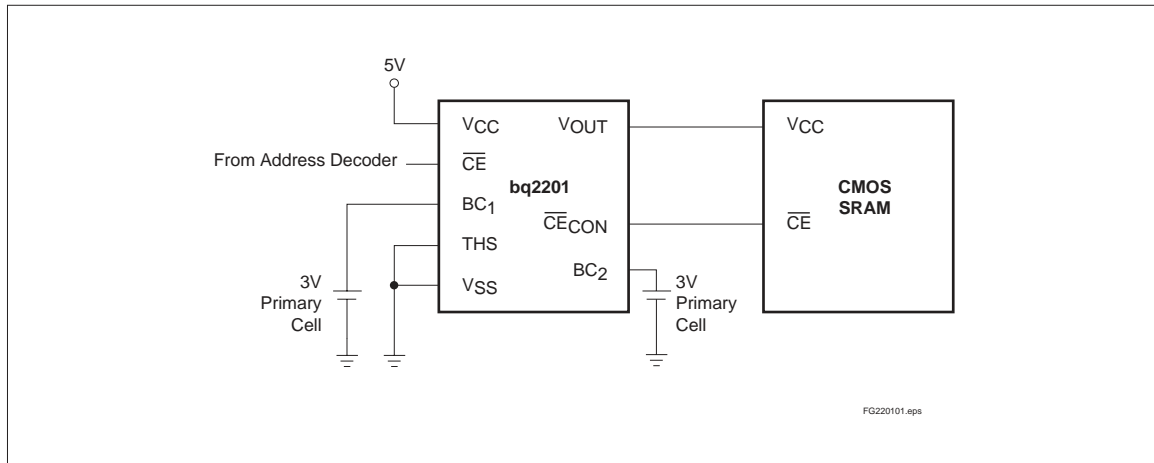 5V
VCC
VOUT
VCC
From Address Decoder
CE
bq2201
CMOS
SRAM
BC1
CECON
CE
THS
BC2
3V
Primary
Cell
VSS
3V
Primary
Cell
FG220101.eps